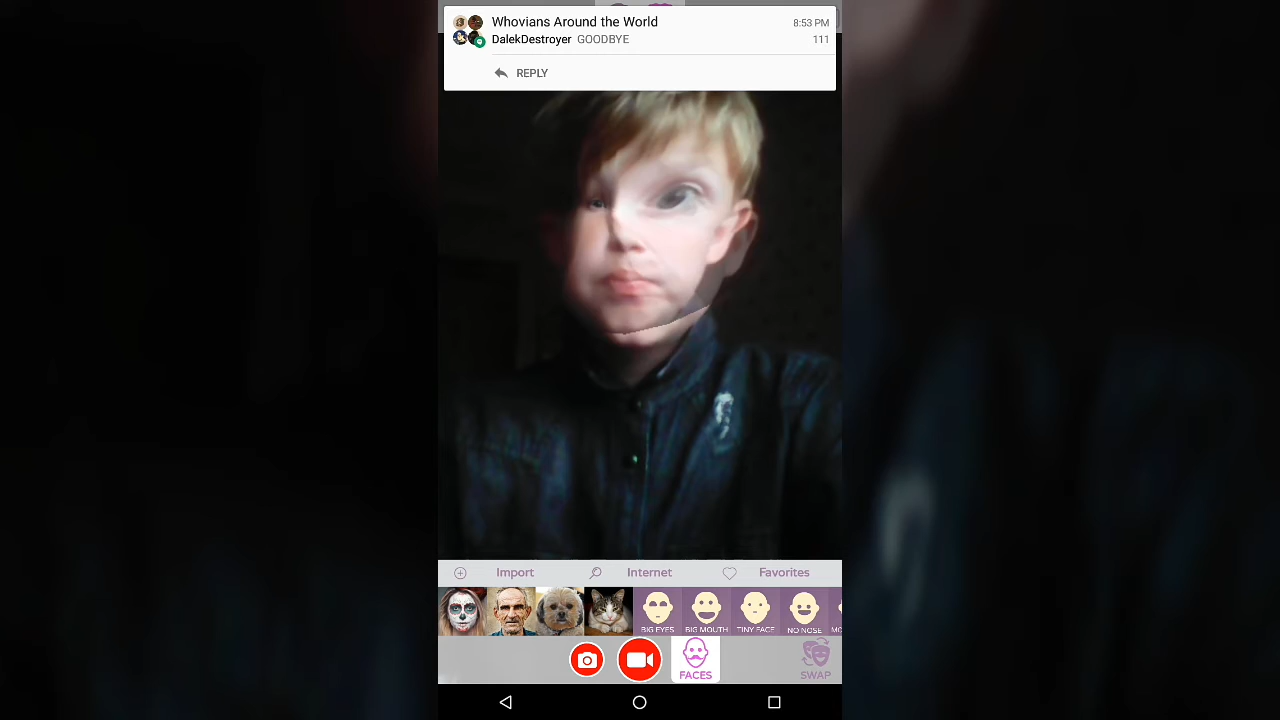 Whovians Around the World 8:53 PM
DalekDestroyer GOODBYE 111
REPLY
Import Internet Favorites
BIG EYES BIG MOUTH TINY FACE NO NOSE
FACES SWAP